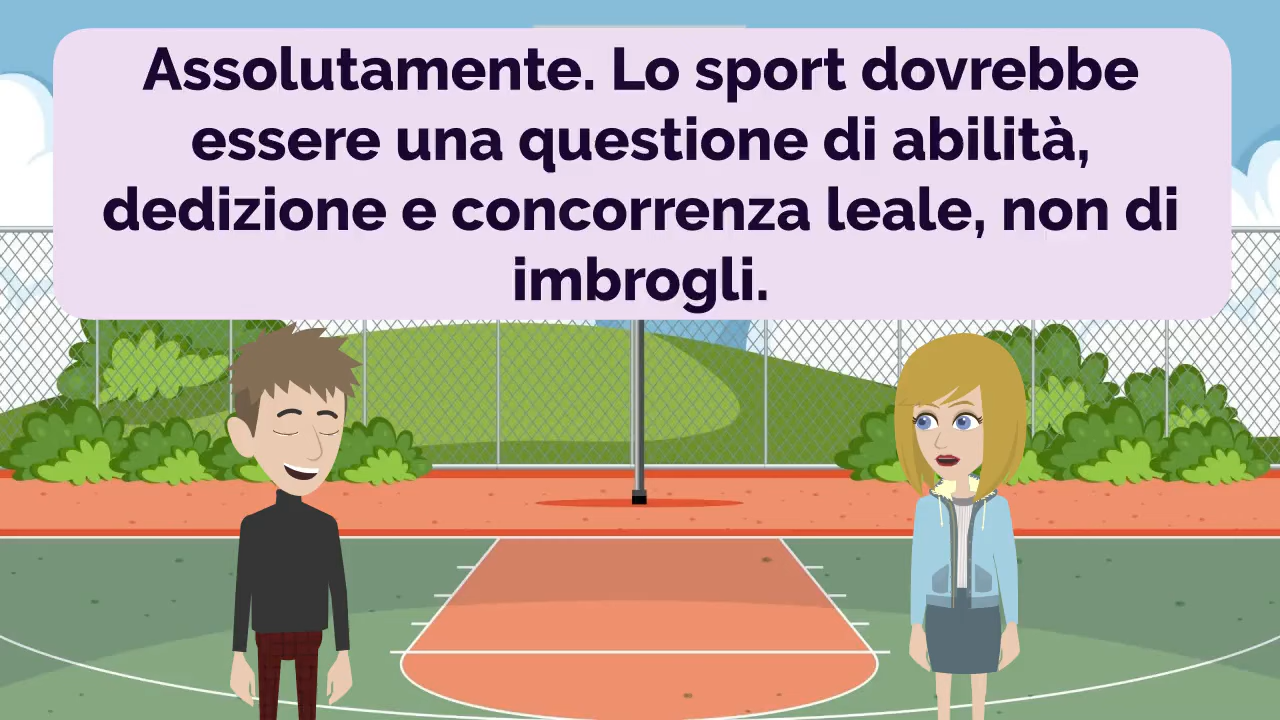 Assolutamente. Lo sport dovrebbe
essere una questione di abilità,
dedizione e concorrenza leale, non di
imbrogli.